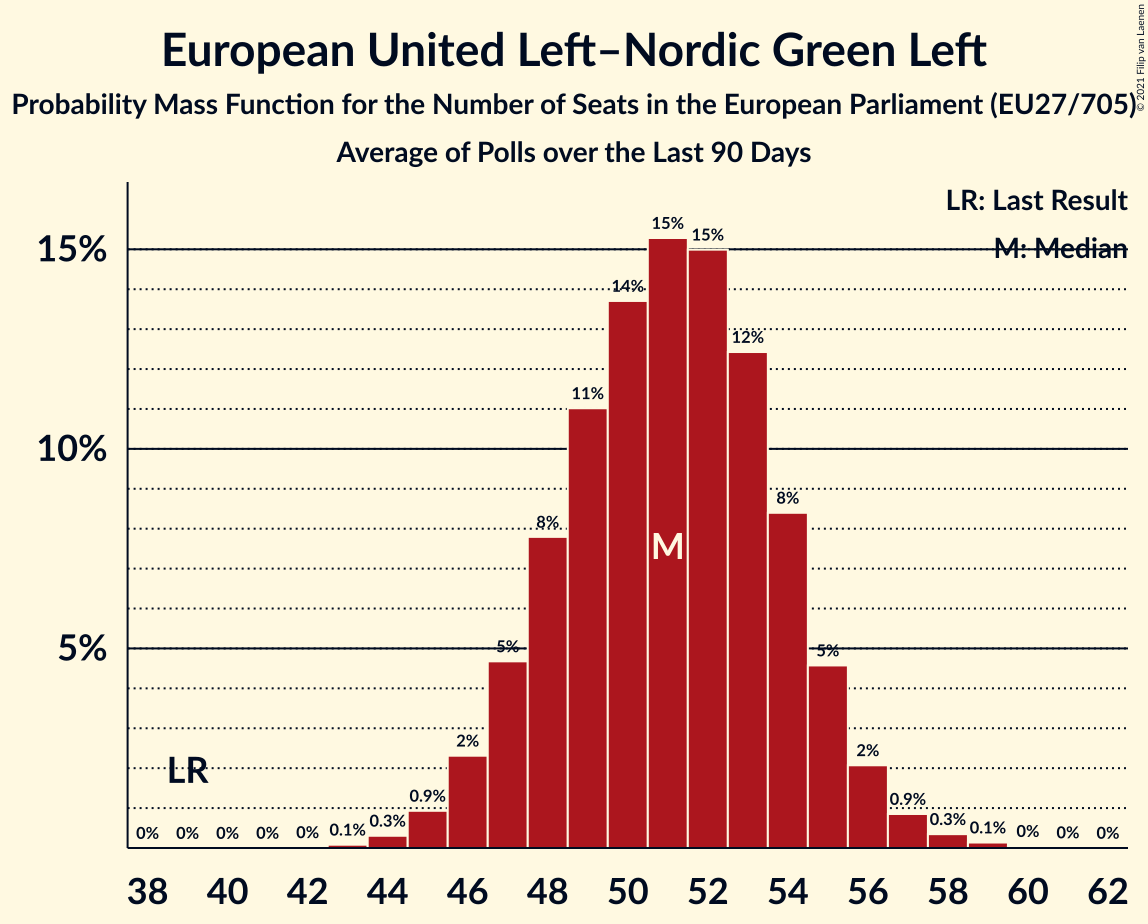 European United Left–Nordic Green Left
Probability Mass Function for the Number of Seats in the European Parliament (EU27/705)
Average of Polls over the Last 90 Days
© 2021 Filip van Laenen
LR: Last Result
M: Median
15%
10%
5%
0% 0% 0% 0% 0% 0.1% 0.3% 0.9% 2% 5% 8% 11% 14% 15% 15% 12% 8% 5% 2% 0.9% 0.3% 0.1% 0% 0% 0%
M
LR
38 40 42 44 46 48 50 52 54 56 58 60 62